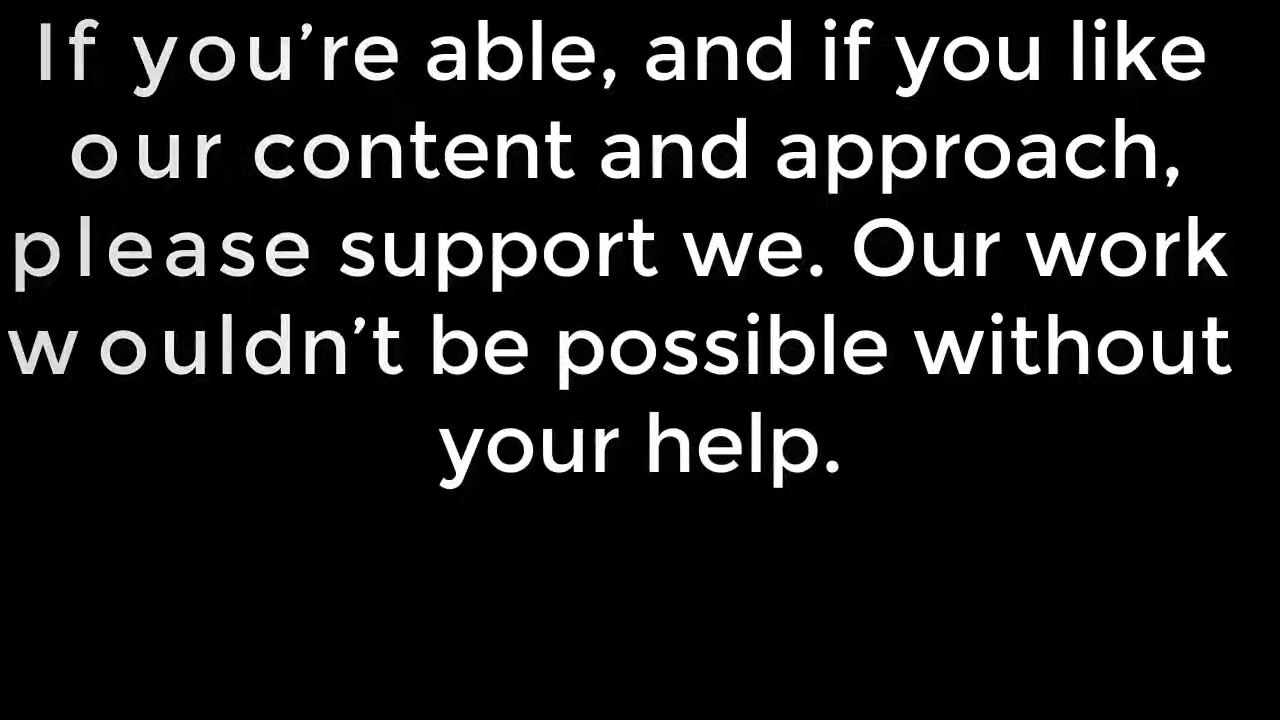 If you’re able, and if you like
our content and approach,
please support we. Our work
wouldn’t be possible without
your help.